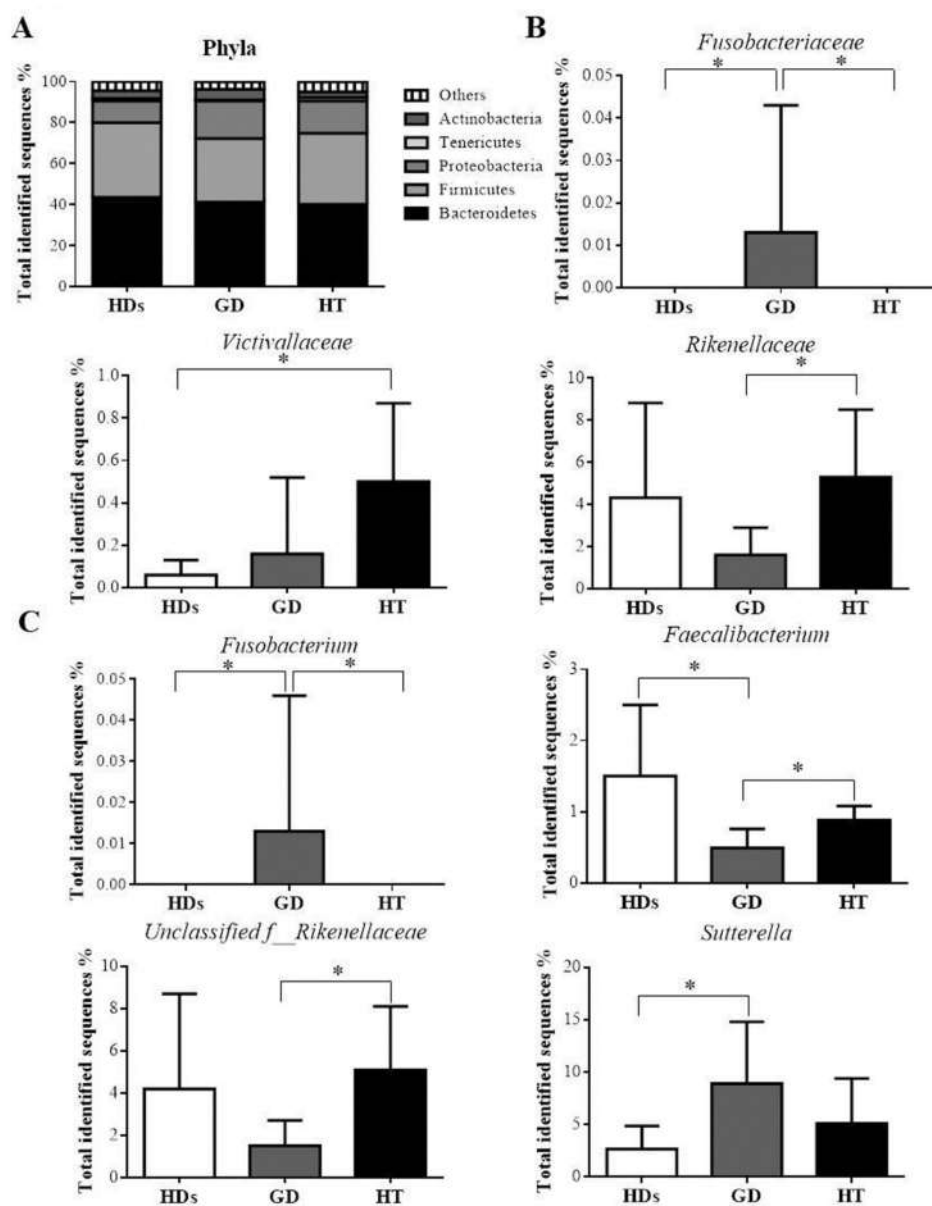 A
Phyla
Total identified sequences %
100
80
60
40
20
0
HDs GD HT
Others
Actinobacteria
Tenericutes
Proteobacteria
Firmicutes
Bacteroidetes
B
Fusobacteriaceae
* *
Total identified sequences %
0.05
0.04
0.03
0.02
0.01
0.00
HDs GD HT
Victivallaceae
*
Total identified sequences %
1.0
0.8
0.6
0.4
0.2
0.0
HDs GD HT
Rikenellaceae
*
Total identified sequences %
10
8
6
4
2
0
HDs GD HT
C
Fusobacterium
* *
Total identified sequences %
0.05
0.04
0.03
0.02
0.01
0.00
HDs GD HT
Faecalibacterium
*
*
Total identified sequences %
3
2
1
0
HDs GD HT
Unclassified f__Rikenellaceae
*
Total identified sequences %
10
8
6
4
2
0
HDs GD HT
Sutterella
*
Total identified sequences %
20
15
10
5
0
HDs GD HT